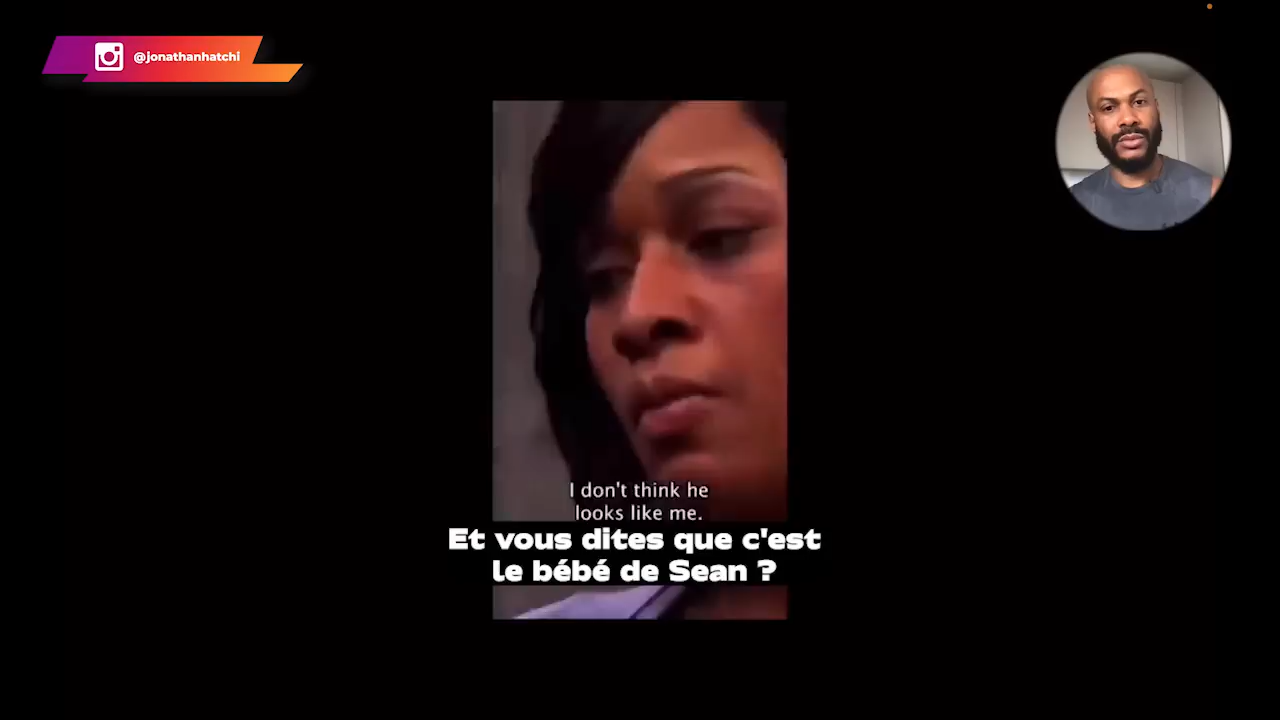 @jonathanhatchi
I don't think he
looks like me.
Et vous dites que c'est
le bébé de Sean ?